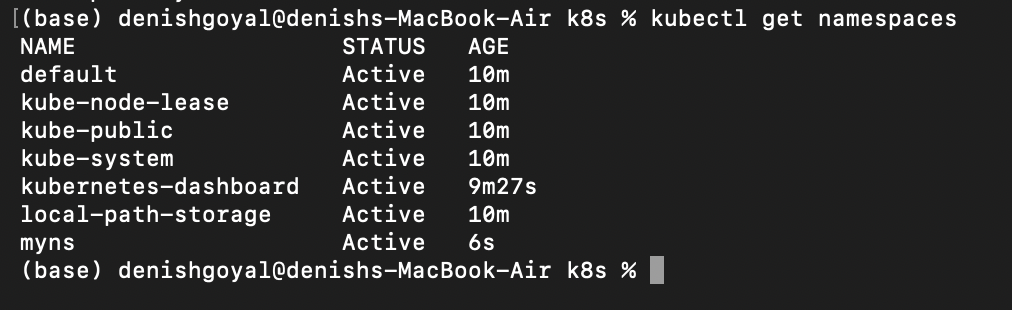 [(base) denishgoyal@denishs-MacBook-Air k8s % kubectl get namespaces
NAME                   STATUS   AGE
default                Active   10m
kube-node-lease        Active   10m
kube-public            Active   10m
kube-system            Active   10m
kubernetes-dashboard   Active   9m27s
local-path-storage     Active   10m
myns                   Active   6s
(base) denishgoyal@denishs-MacBook-Air k8s %